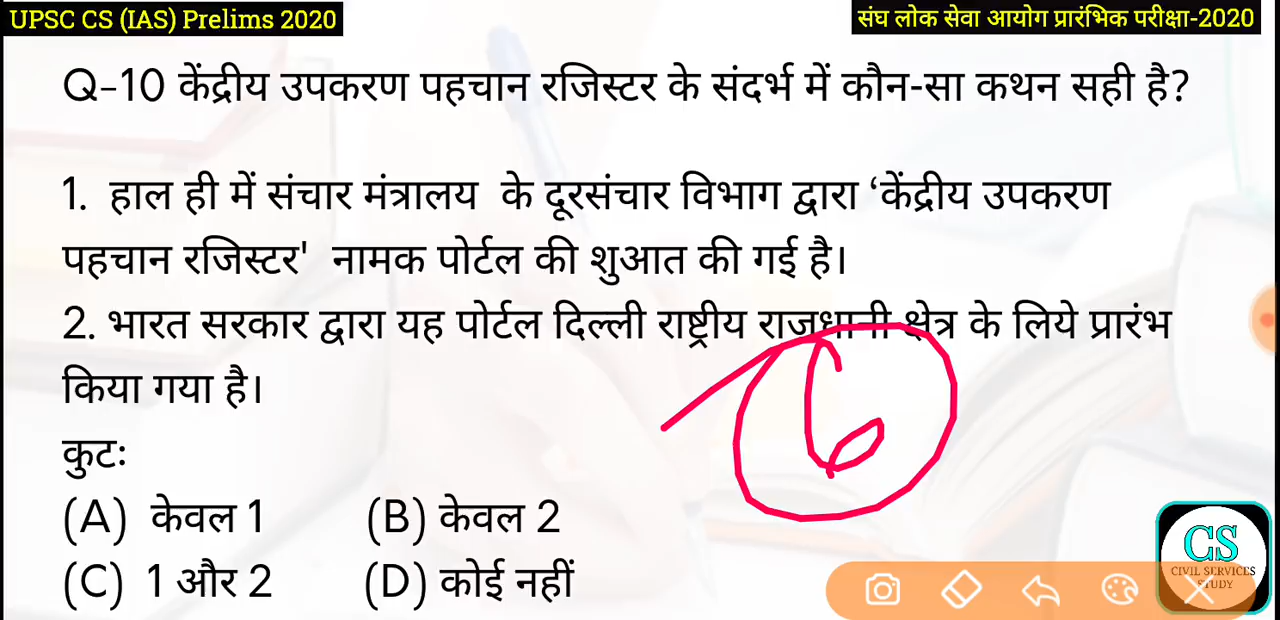 UPSC CS (IAS) Prelims 2020
संघ लोक सेवा आयोग प्रारंभिक परीक्षा-2020
Q-10 केंद्रीय उपकरण पहचान रजिस्टर के संदर्भ में कौन-सा कथन सही है?
1. हाल ही में संचार मंत्रालय के दूरसंचार विभाग द्वारा ‘केंद्रीय उपकरण
पहचान रजिस्टर' नामक पोर्टल की शुआत की गई है।
2. भारत सरकार द्वारा यह पोर्टल दिल्ली राष्ट्रीय राजधानी क्षेत्र के लिये प्रारंभ
किया गया है।
कुटः
(A) केवल 1 (B) केवल 2
(C) 1 और 2 (D) कोई नहीं
CS
CIVIL SERVICES
STUDY